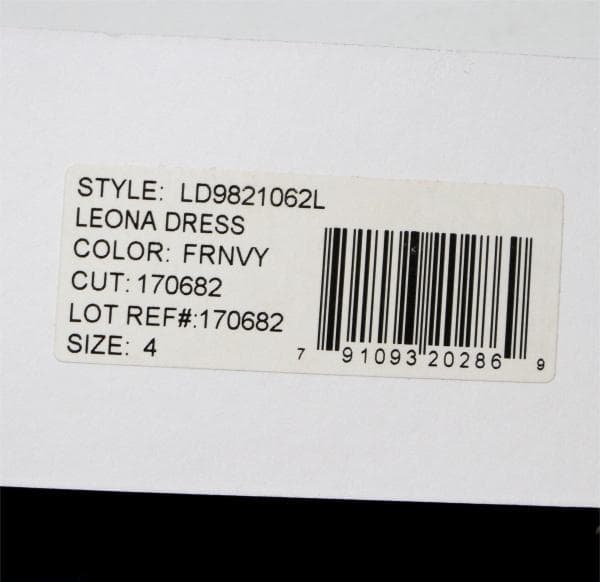 STYLE: LD9821062L
LEONA DRESS
COLOR: FRNVY
CUT: 170682
LOT REF#:170682
SIZE: 4
7 91093 20286 9